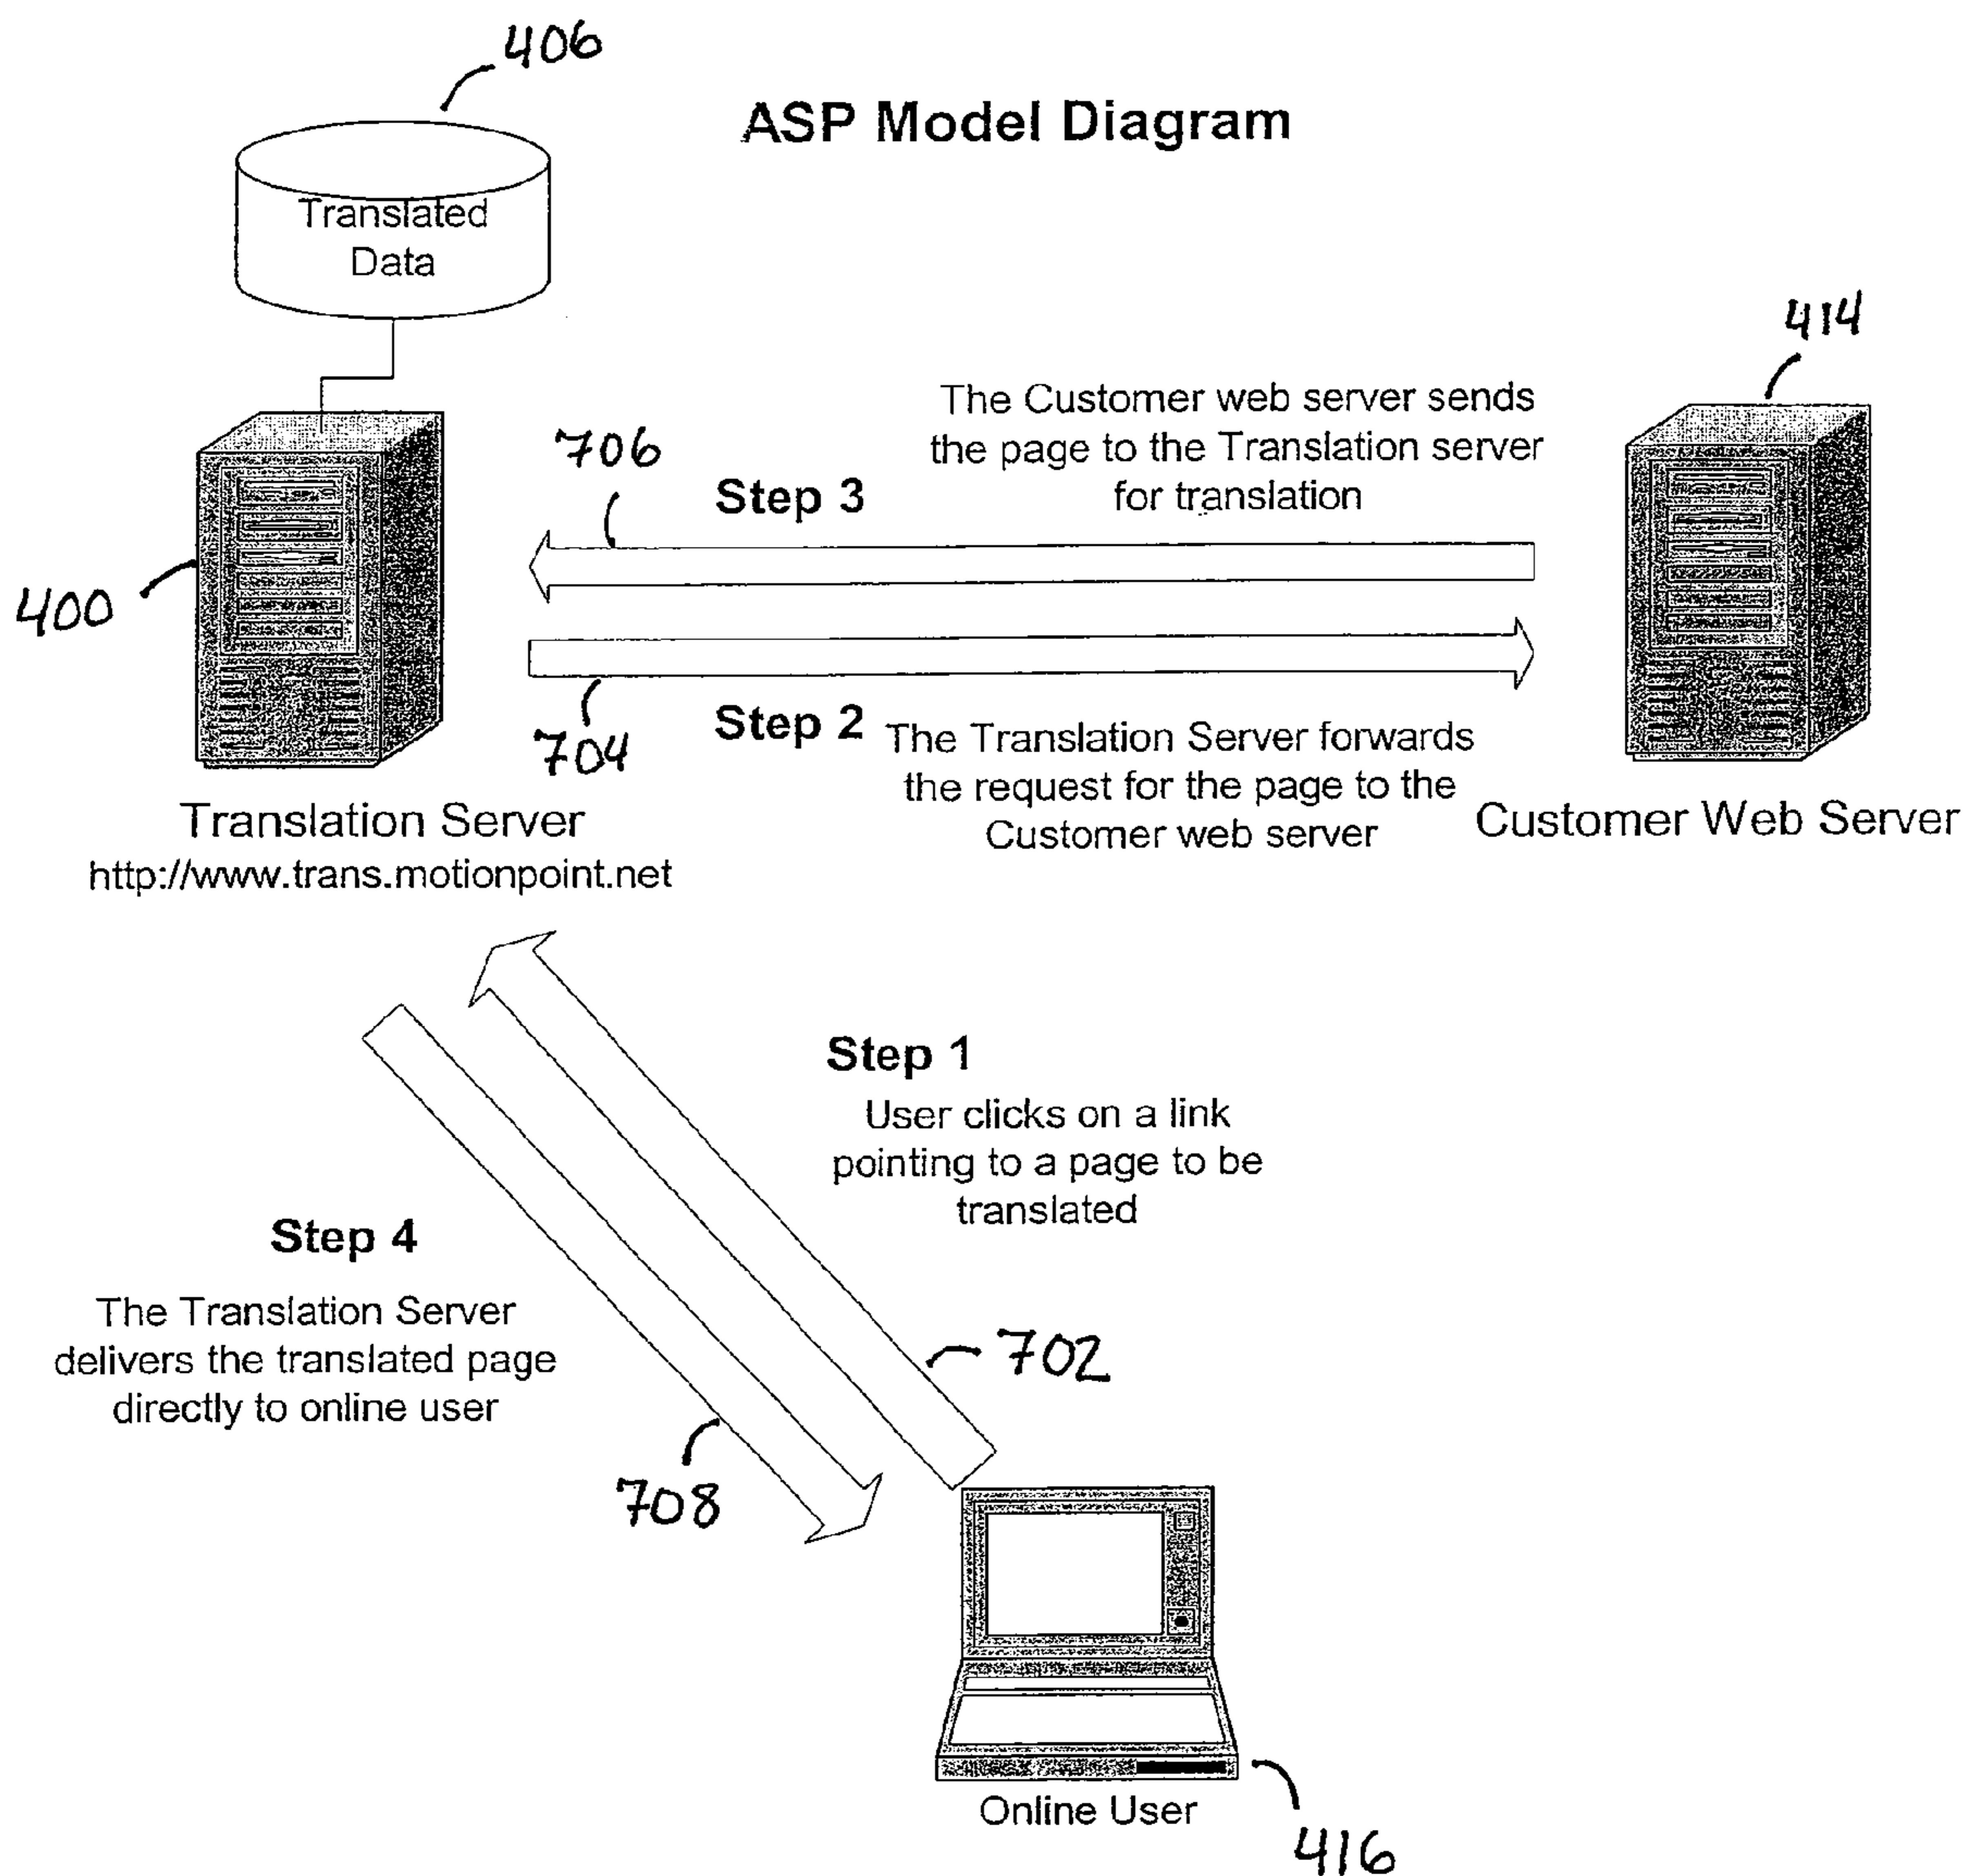 406
ASP Model Diagram
Translated
Data
414
The Customer web server sends
the page to the Translation server
for translation
706
Step 3
400
704
Step 2
The Translation Server forwards
the request for the page to the
Customer web server
Translation Server
http://www.trans.motionpoint.net
Customer Web Server
Step 1
User clicks on a link
pointing to a page to be
translated
Step 4
The Translation Server
delivers the translated page
directly to online user
702
708
Online User
416